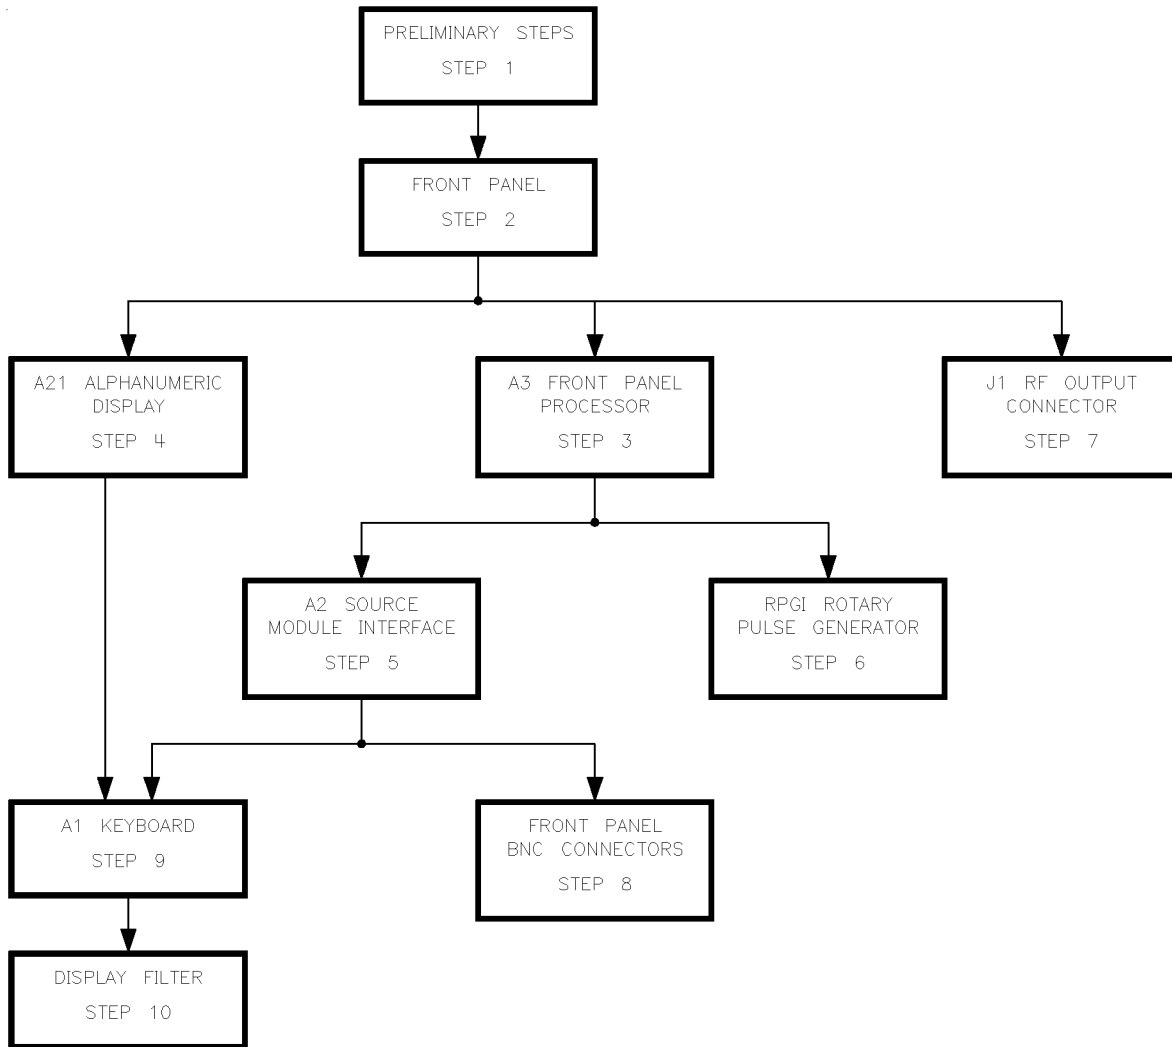 PRELIMINARY STEPS
STEP 1
FRONT PANEL
STEP 2
A21 ALPHANUMERIC
DISPLAY
STEP 4
A3 FRONT PANEL
PROCESSOR
STEP 3
J1 RF OUTPUT
CONNECTOR
STEP 7
A2 SOURCE
MODULE INTERFACE
STEP 5
RPGI ROTARY
PULSE GENERATOR
STEP 6
A1 KEYBOARD
STEP 9
FRONT PANEL
BNC CONNECTORS
STEP 8
DISPLAY FILTER
STEP 10